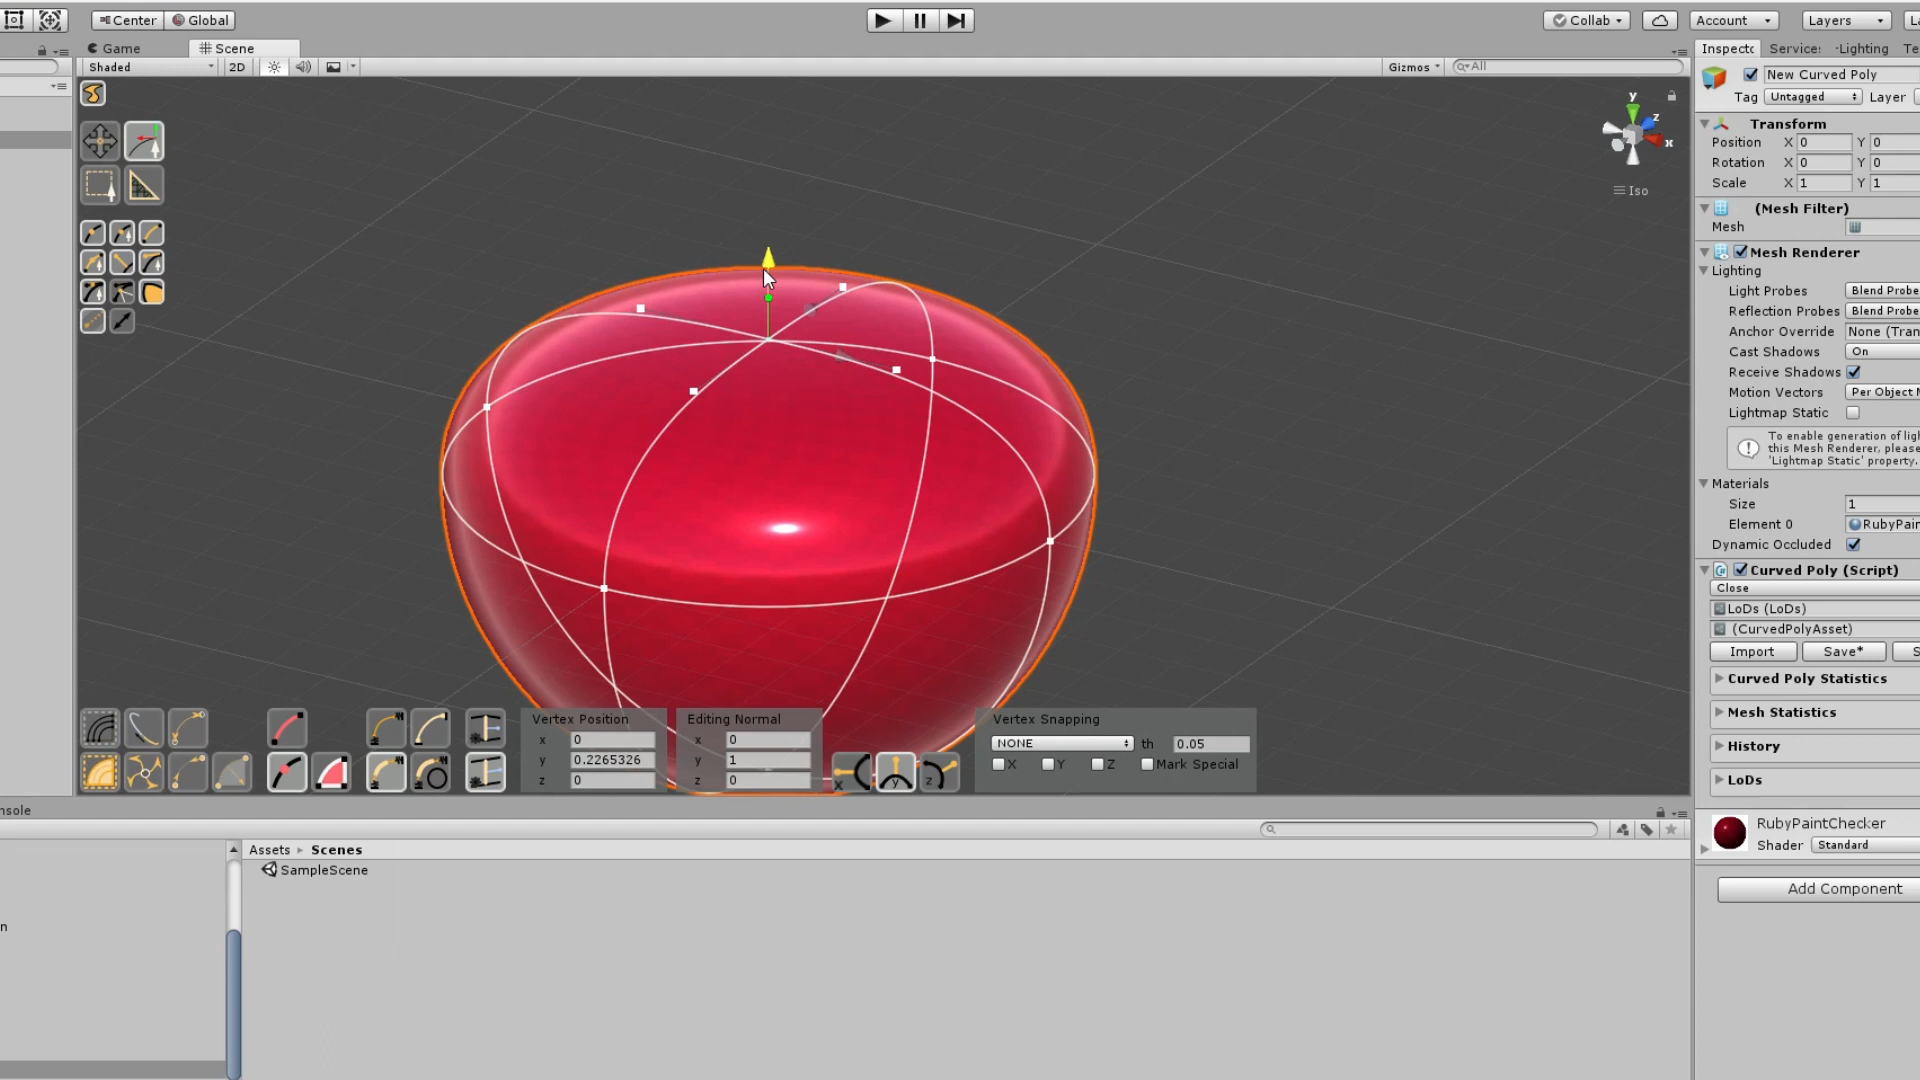 Center Global
Collab
Account
Layers
La
Game
Scene
Inspecto
Services
Lighting
Te
Shaded
2D
Gizmos
All
New Curved Poly
Tag Untagged Layer
y
z
x
Iso
Transform
Position X 0 Y 0
Rotation X 0 Y 0
Scale X 1 Y 1
(Mesh Filter)
Mesh
Mesh Renderer
Lighting
Light Probes Blend Probe
Reflection Probes Blend Probe
Anchor Override None (Tran
Cast Shadows On
Receive Shadows
Motion Vectors Per Object M
Lightmap Static
To enable generation of ligh
this Mesh Renderer, please
'Lightmap Static' property.
Materials
Size 1
Element 0 RubyPain
Dynamic Occluded
Curved Poly (Script)
Close
LoDs (LoDs)
(CurvedPolyAsset)
Import Save* S
Curved Poly Statistics
Mesh Statistics
History
LoDs
RubyPaintChecker
Shader Standard
Add Component
Vertex Position
x 0
y 0.2265326
z 0
Editing Normal
x 0
y 1
z 0
x
y
z
Vertex Snapping
NONE th 0.05
X Y Z Mark Special
nsole
Assets Scenes
SampleScene
n